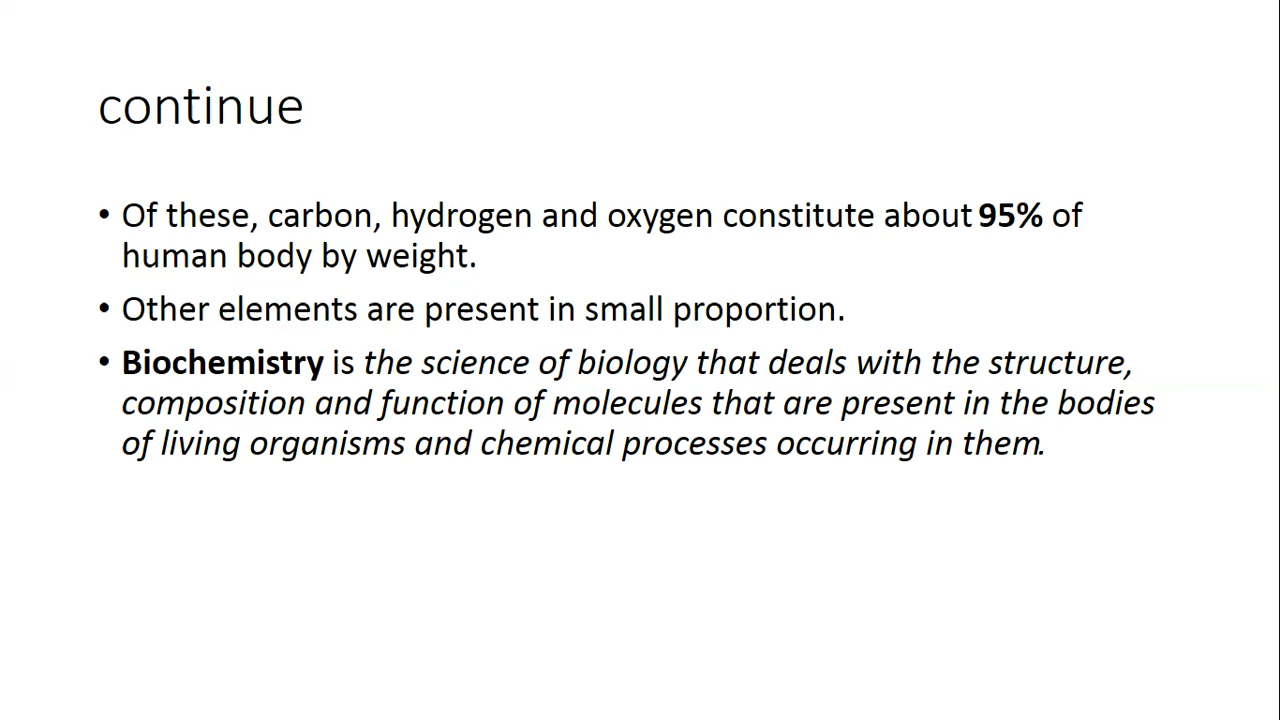 continue
• Of these, carbon, hydrogen and oxygen constitute about 95% of
human body by weight.
• Other elements are present in small proportion.
• Biochemistry is the science of biology that deals with the structure,
composition and function of molecules that are present in the bodies
of living organisms and chemical processes occurring in them.